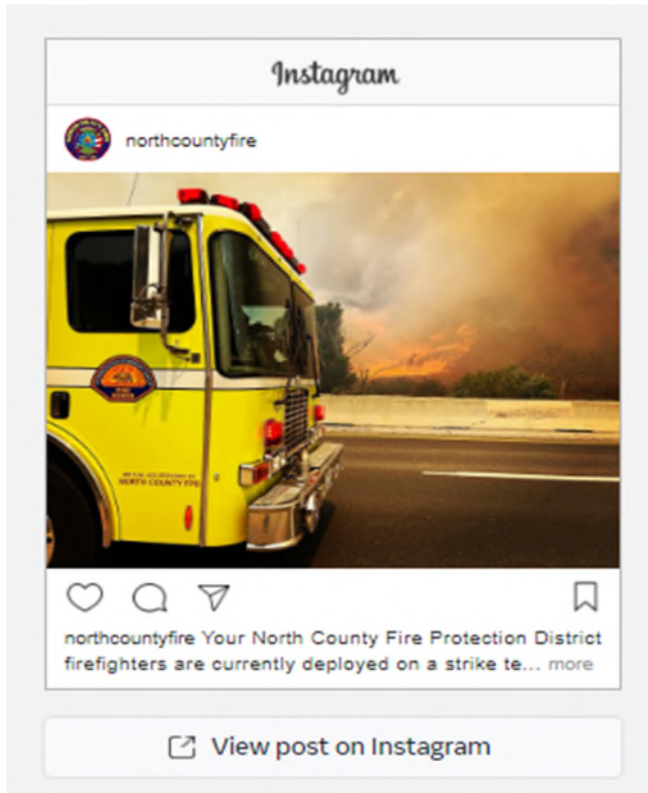 Instagram
northcountyfire
NORTH COUNTY FPD
northcountyfire Your North County Fire Protection District
firefighters are currently deployed on a strike te... more
View post on Instagram